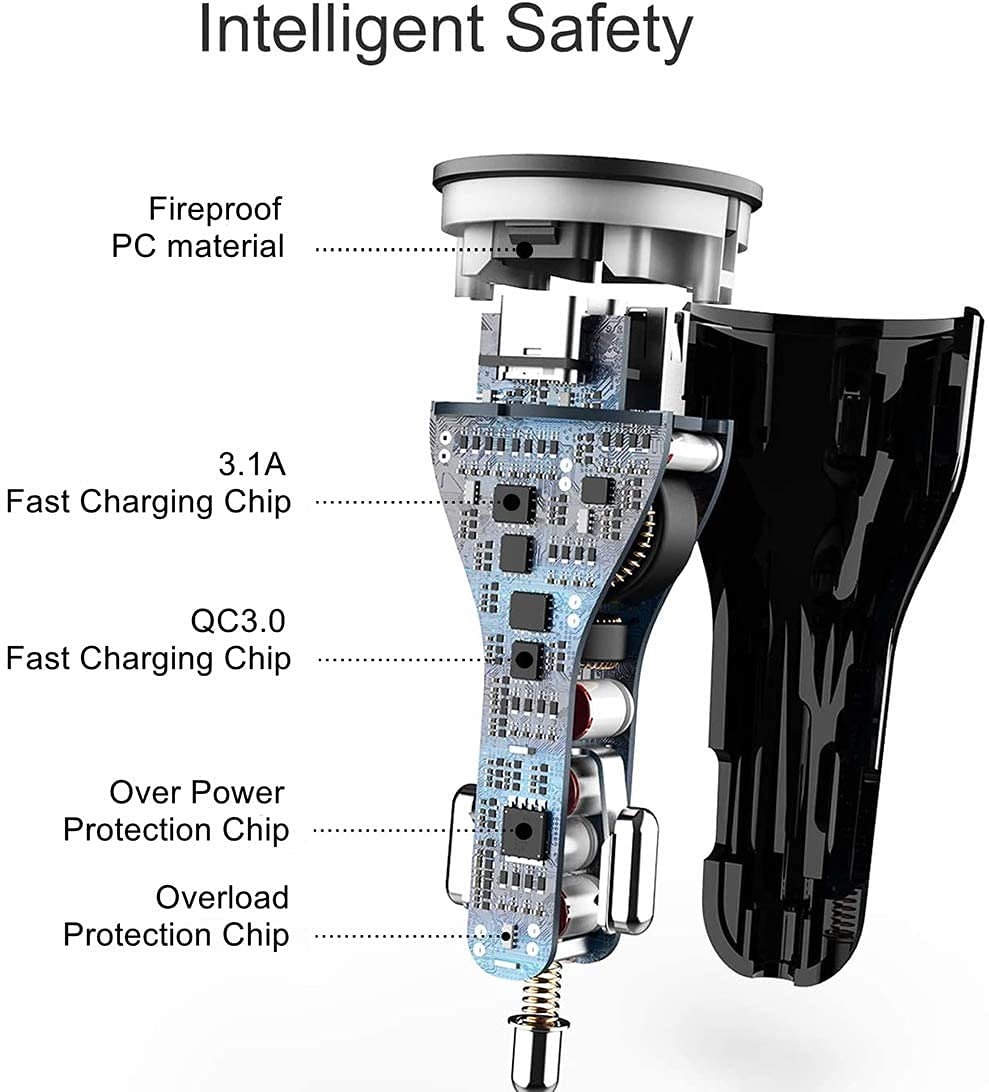 Intelligent Safety
Fireproof
PC material
3.1A
Fast Charging Chip
QC3.0
Fast Charging Chip
Over Power
Protection Chip
Overload
Protection Chip